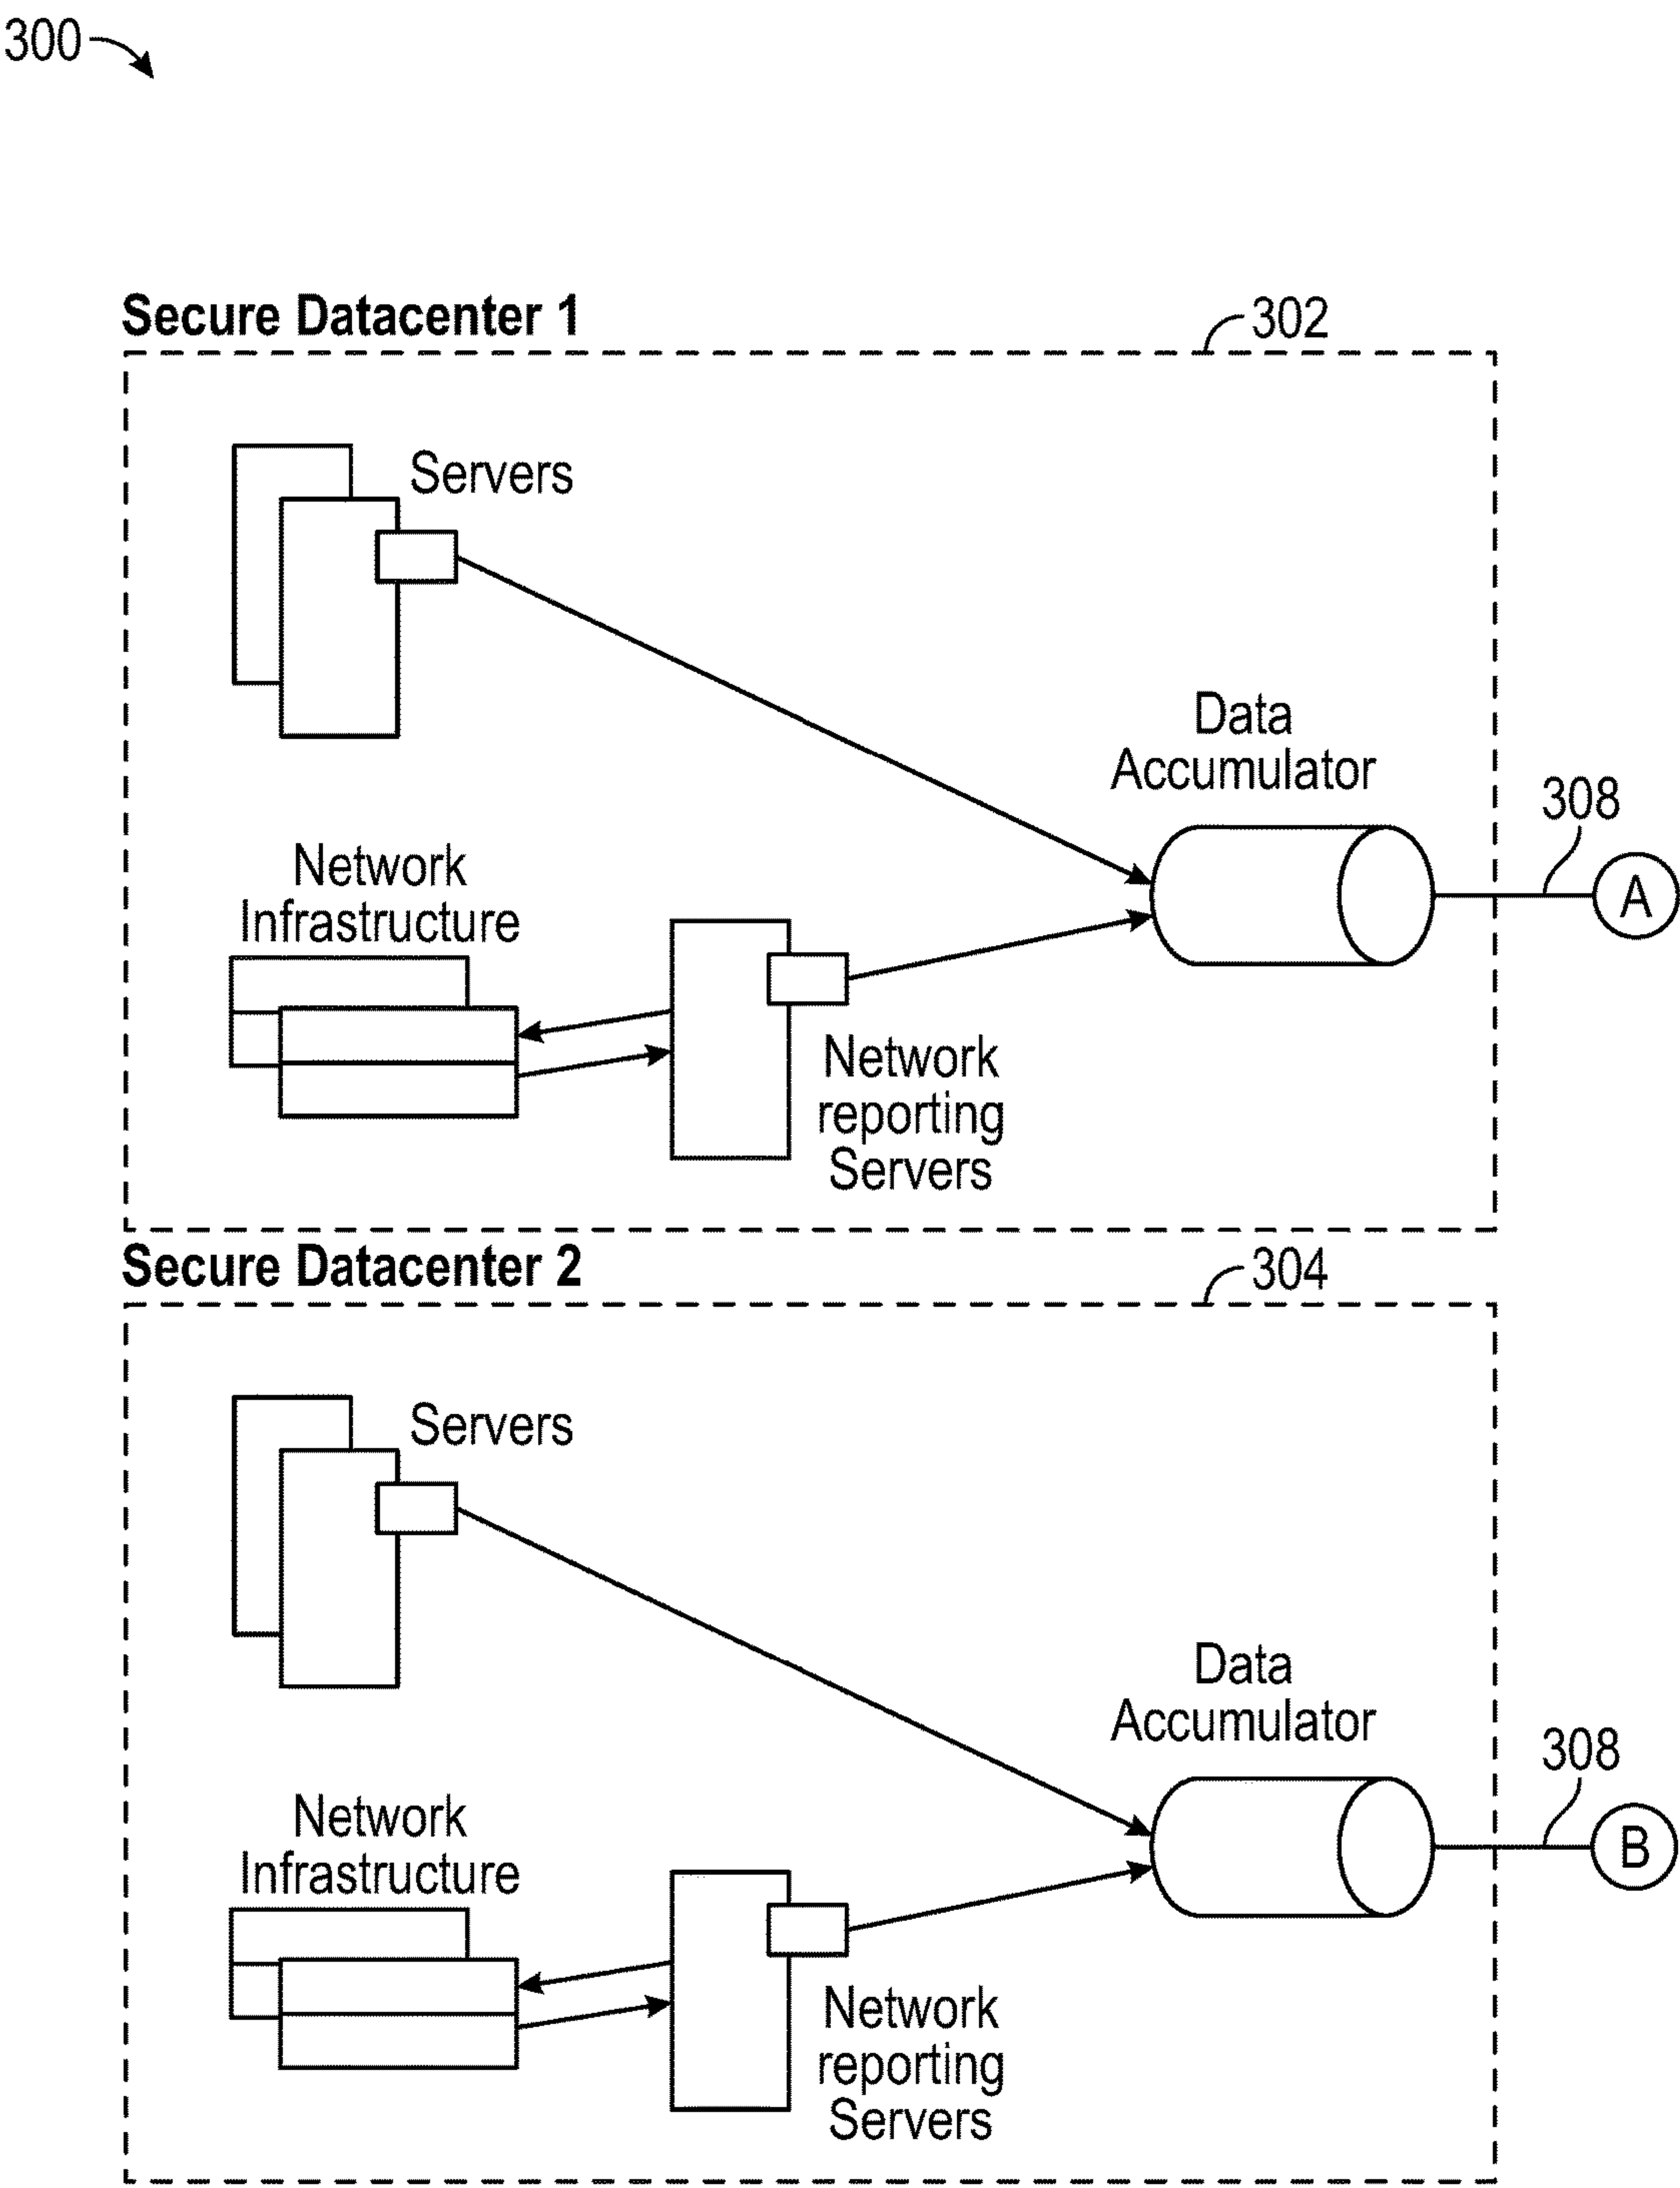 300
Secure Datacenter 1
302
Servers
Data
Accumulator
308
A
Network
Infrastructure
Network
reporting
Servers
Secure Datacenter 2
304
Servers
Data
Accumulator
308
B
Network
Infrastructure
Network
reporting
Servers